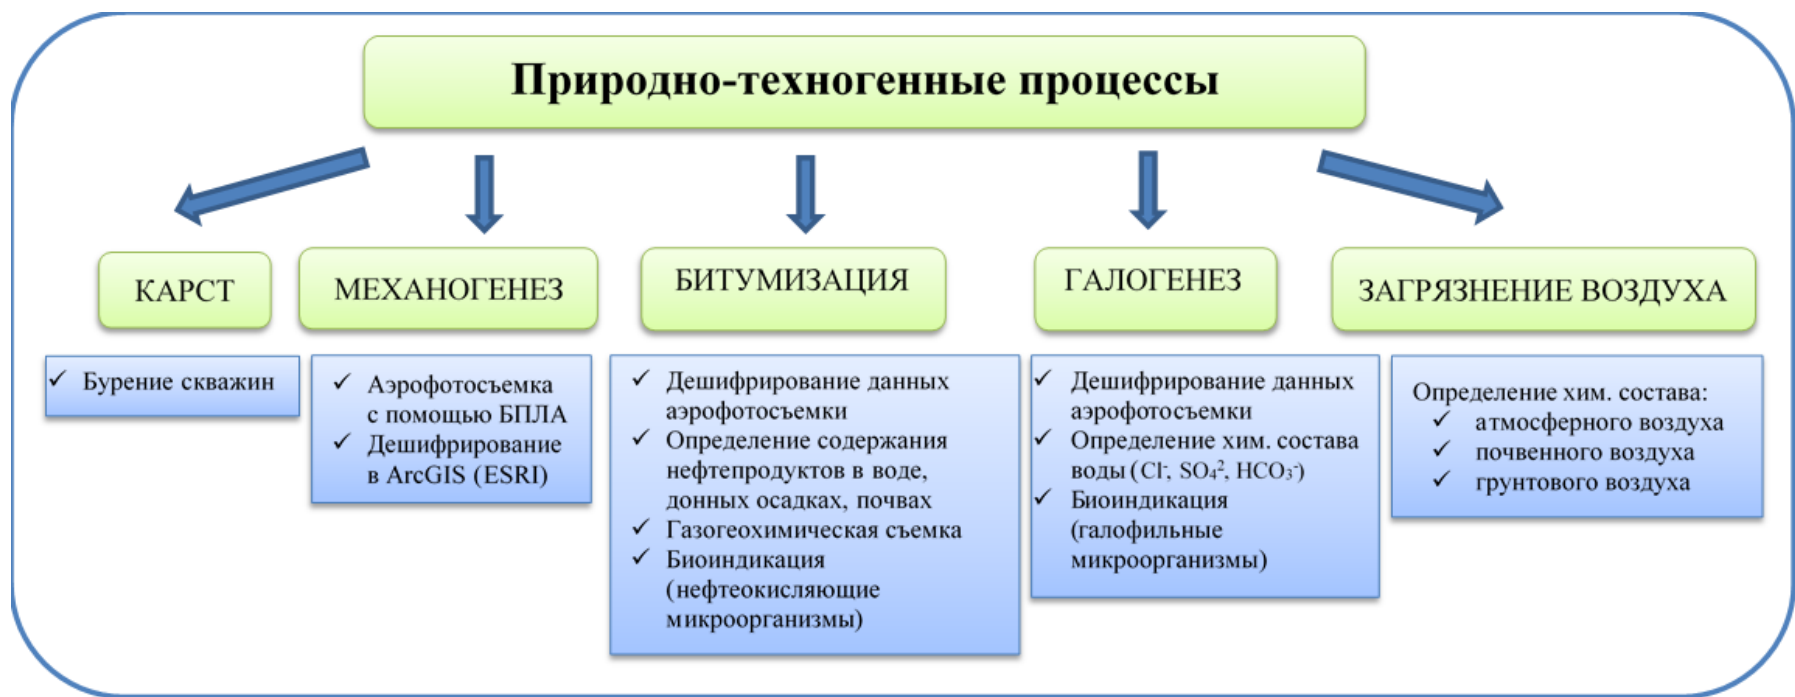 Природно-техногенные процессы
КАРСТ
МЕХАНОГЕНЕЗ
БИТУМИЗАЦИЯ
ГАЛОГЕНЕЗ
ЗАГРЯЗНЕНИЕ ВОЗДУХА
✓ Бурение скважин
✓ Аэрофотосъемка
с помощью БПЛА
✓ Дешифрирование
в ArcGIS (ESRI)
✓ Дешифрирование данных
аэрофотосъемки
✓ Определение содержания
нефтепродуктов в воде,
донных осадках, почвах
✓ Газогеохимическая съемка
✓ Биоиндикация
(нефтеокисляющие
микроорганизмы)
✓ Дешифрирование данных
аэрофотосъемки
✓ Определение хим. состава
воды (Cl⁻, SO₄², HCO₃⁻)
✓ Биоиндикация
(галофильные
микроорганизмы)
Определение хим. состава:
✓ атмосферного воздуха
✓ почвенного воздуха
✓ грунтового воздуха